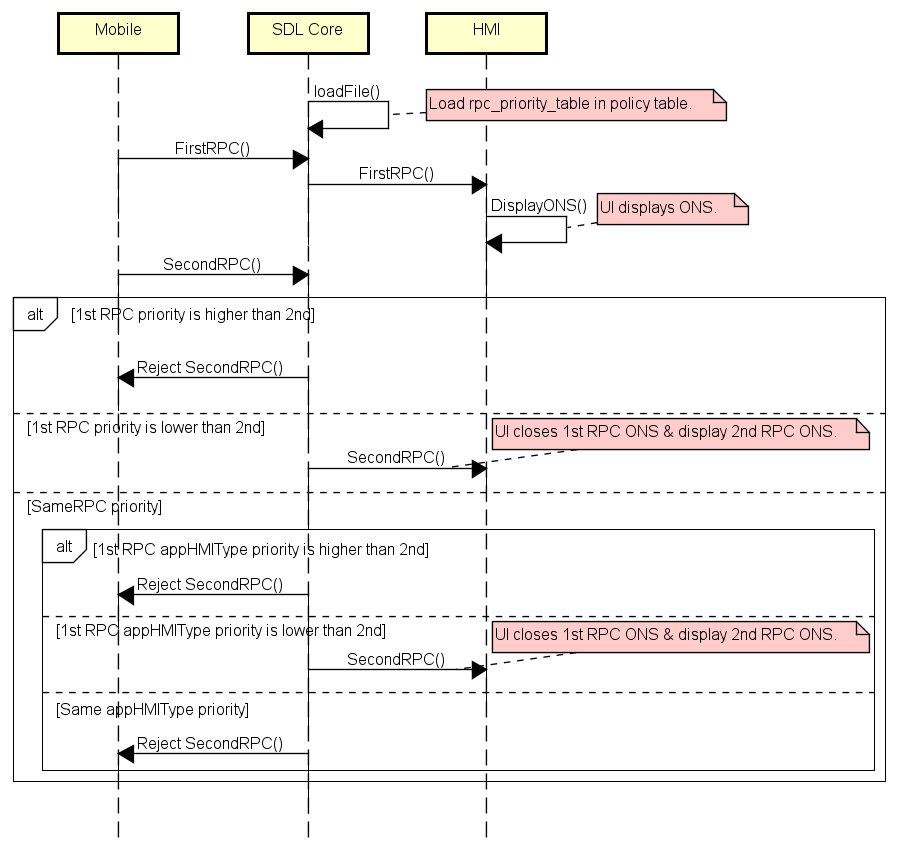 Mobile
SDL Core
HMI
loadFile()
Load rpc_priority_table in policy table.
FirstRPC()
FirstRPC()
DisplayONS()
UI displays ONS.
SecondRPC()
alt
[1st RPC priority is higher than 2nd]
Reject SecondRPC()
[1st RPC priority is lower than 2nd]
UI closes 1st RPC ONS & display 2nd RPC ONS.
SecondRPC()
[SameRPC priority]
alt
[1st RPC appHMIType priority is higher than 2nd]
Reject SecondRPC()
[1st RPC appHMIType priority is lower than 2nd]
UI closes 1st RPC ONS & display 2nd RPC ONS.
SecondRPC()
[Same appHMIType priority]
Reject SecondRPC()